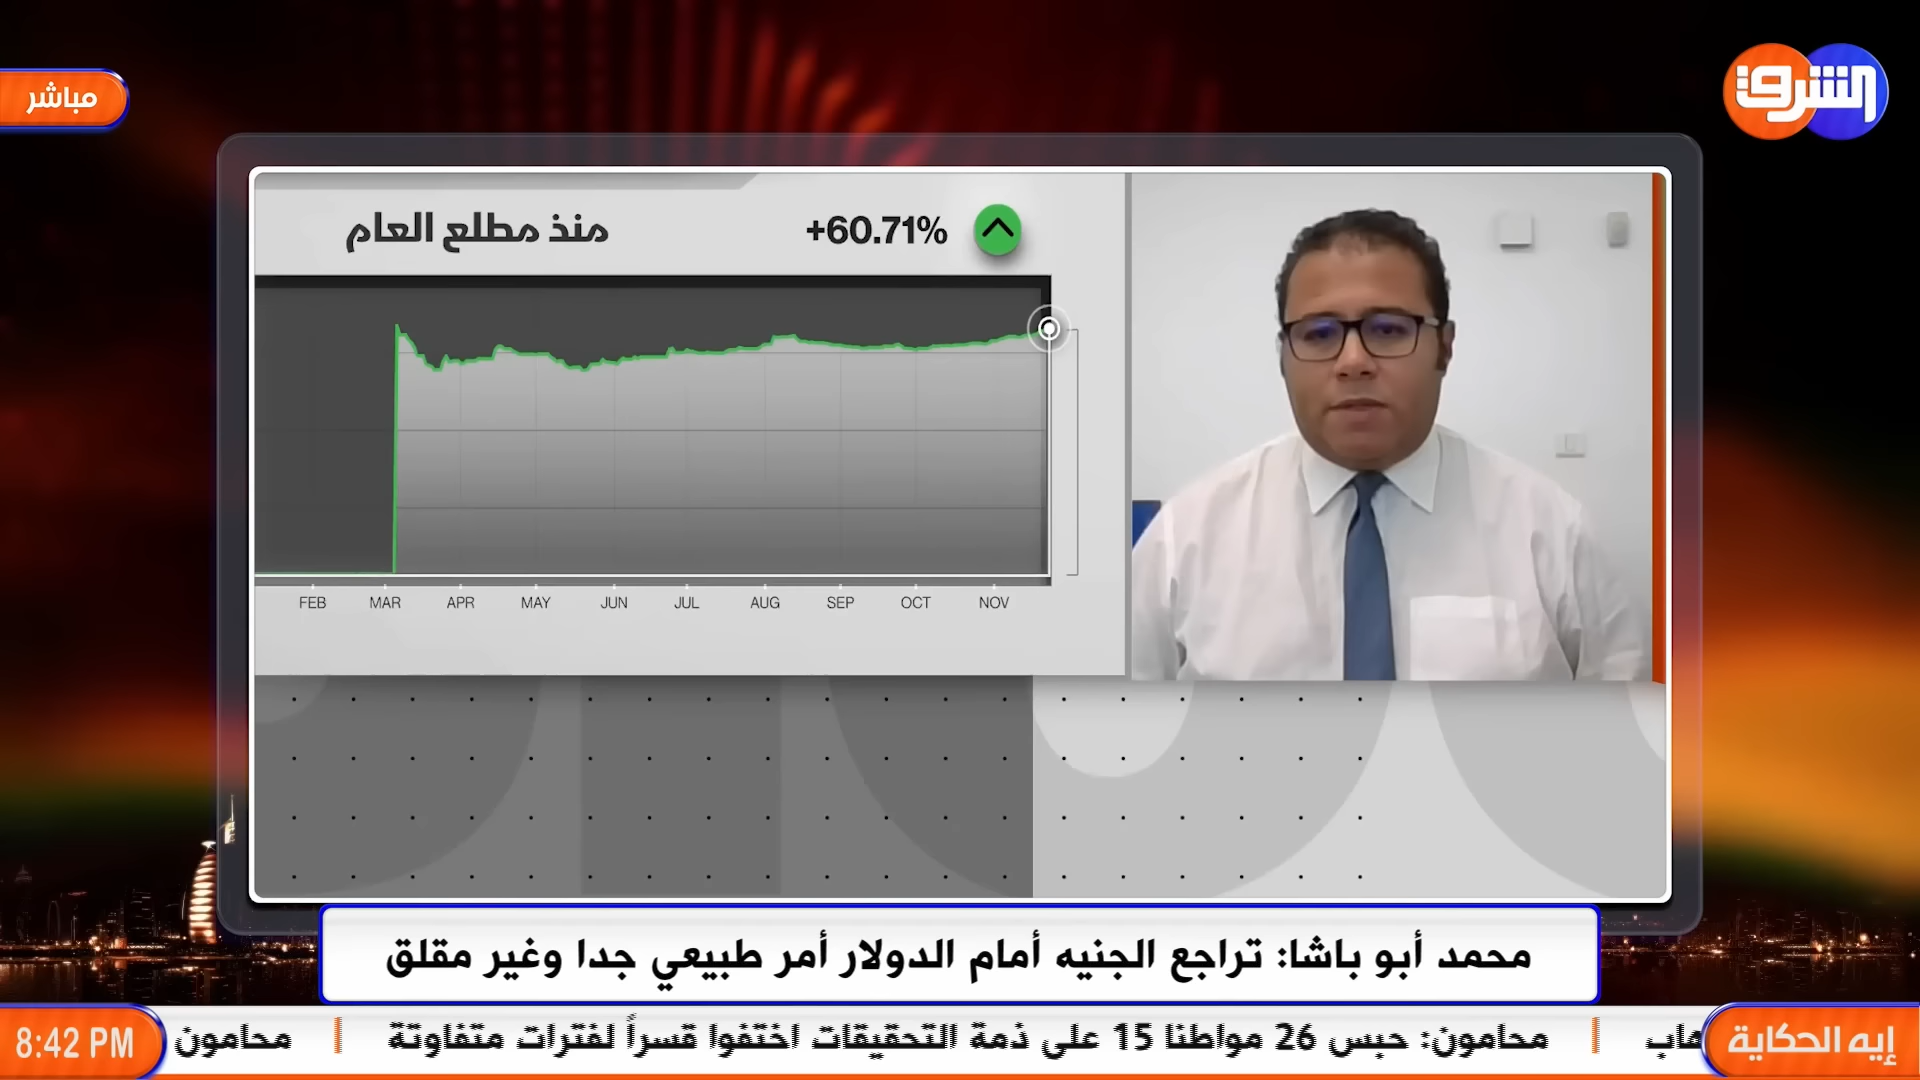 مباشر
الشرق
منذ مطلع العام
+60.71%
FEB MAR APR MAY JUN JUL AUG SEP OCT NOV
محمد أبو باشا: تراجع الجنيه أمام الدولار أمر طبيعي جدا وغير مقلق
إيه الحكاية
هاب | محامون: حبس 26 مواطنا 15 على ذمة التحقيقات اختفوا قسراً لفترات متفاوتة | محامون
8:42 PM